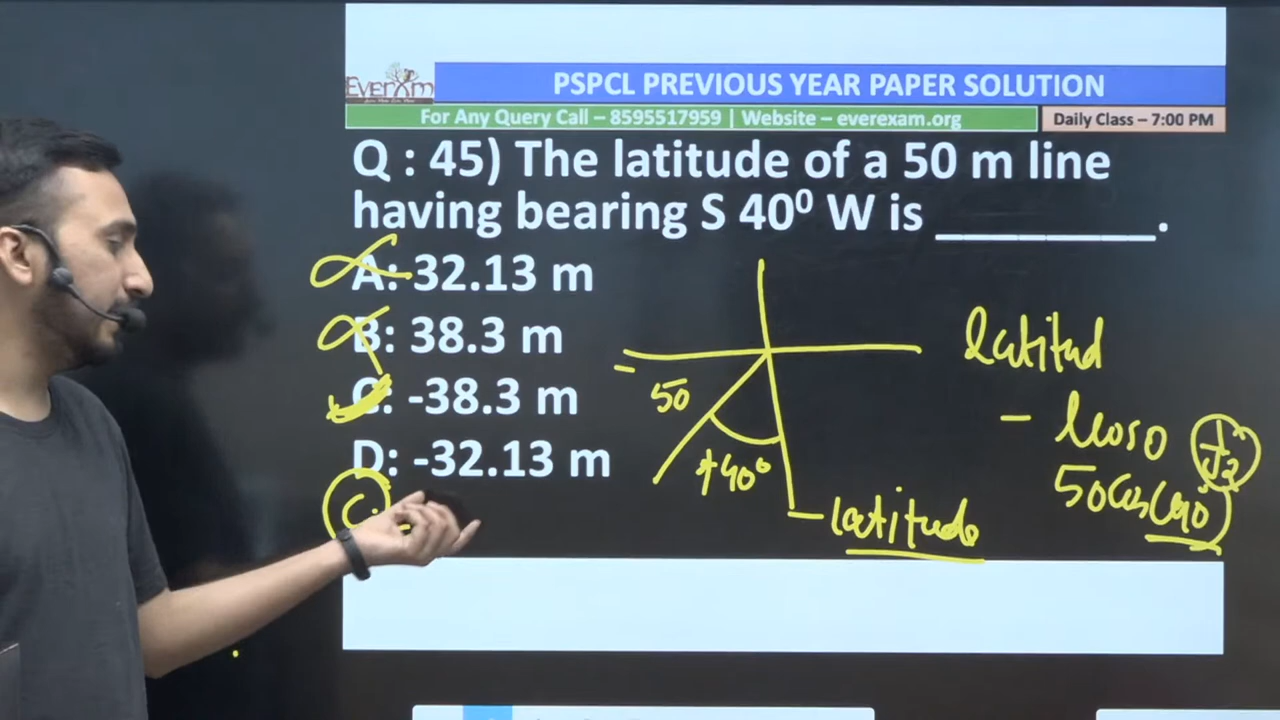 EVEREXAM
PSPCL PREVIOUS YEAR PAPER SOLUTION
For Any Query Call – 8595517959 | Website – everexam.org
Daily Class – 7:00 PM
Q : 45) The latitude of a 50 m line
having bearing S 40⁰ W is __________.
A: 32.13 m
B: 38.3 m
C: -38.3 m
D: -32.13 m
C.
50
40°
- latitude
latitud
- lcosθ
50cos(40)